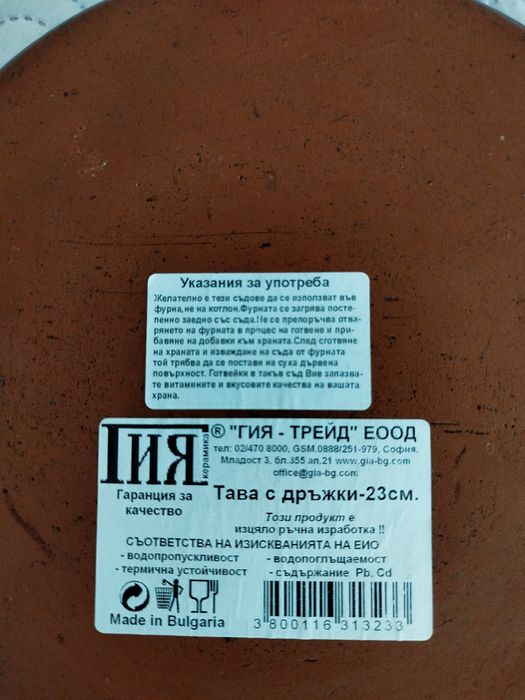 Указания за употреба
Желателно е тези съдове да се използват във
фурна,не на котлон.Фурната се загрява посте-
пенно заедно със съда.Не се препоръчва отва-
рянето на фурната в процес на готвене и при-
бавяне на добавки към храната.След сготвяне
на храната и изваждане на съда от фурната
той трябва да се постави на суха дървена
повърхност. Готвейки в такъв съд Вие запазва-
те витамините и вкусовите качества на вашата
храна.
ГИЯ
керамика
® "ГИЯ - ТРЕЙД" ЕООД
тел: 02/470 8000, GSM.0888/251-979, София,
Младост 3, бл.355 ап.21 www.gia-bg.com
office@gia-bg.com
Гаранция за
качество
Тава с дръжки-23см.
Този продукт е
изцяло ръчна изработка !!
СЪОТВЕТСТВА НА ИЗИСКВАНИЯТА НА ЕИО
- водопропускливост - водопоглъщаемост
- термична устойчивост - съдържание Pb, Cd
Made in Bulgaria
3 800116 313233